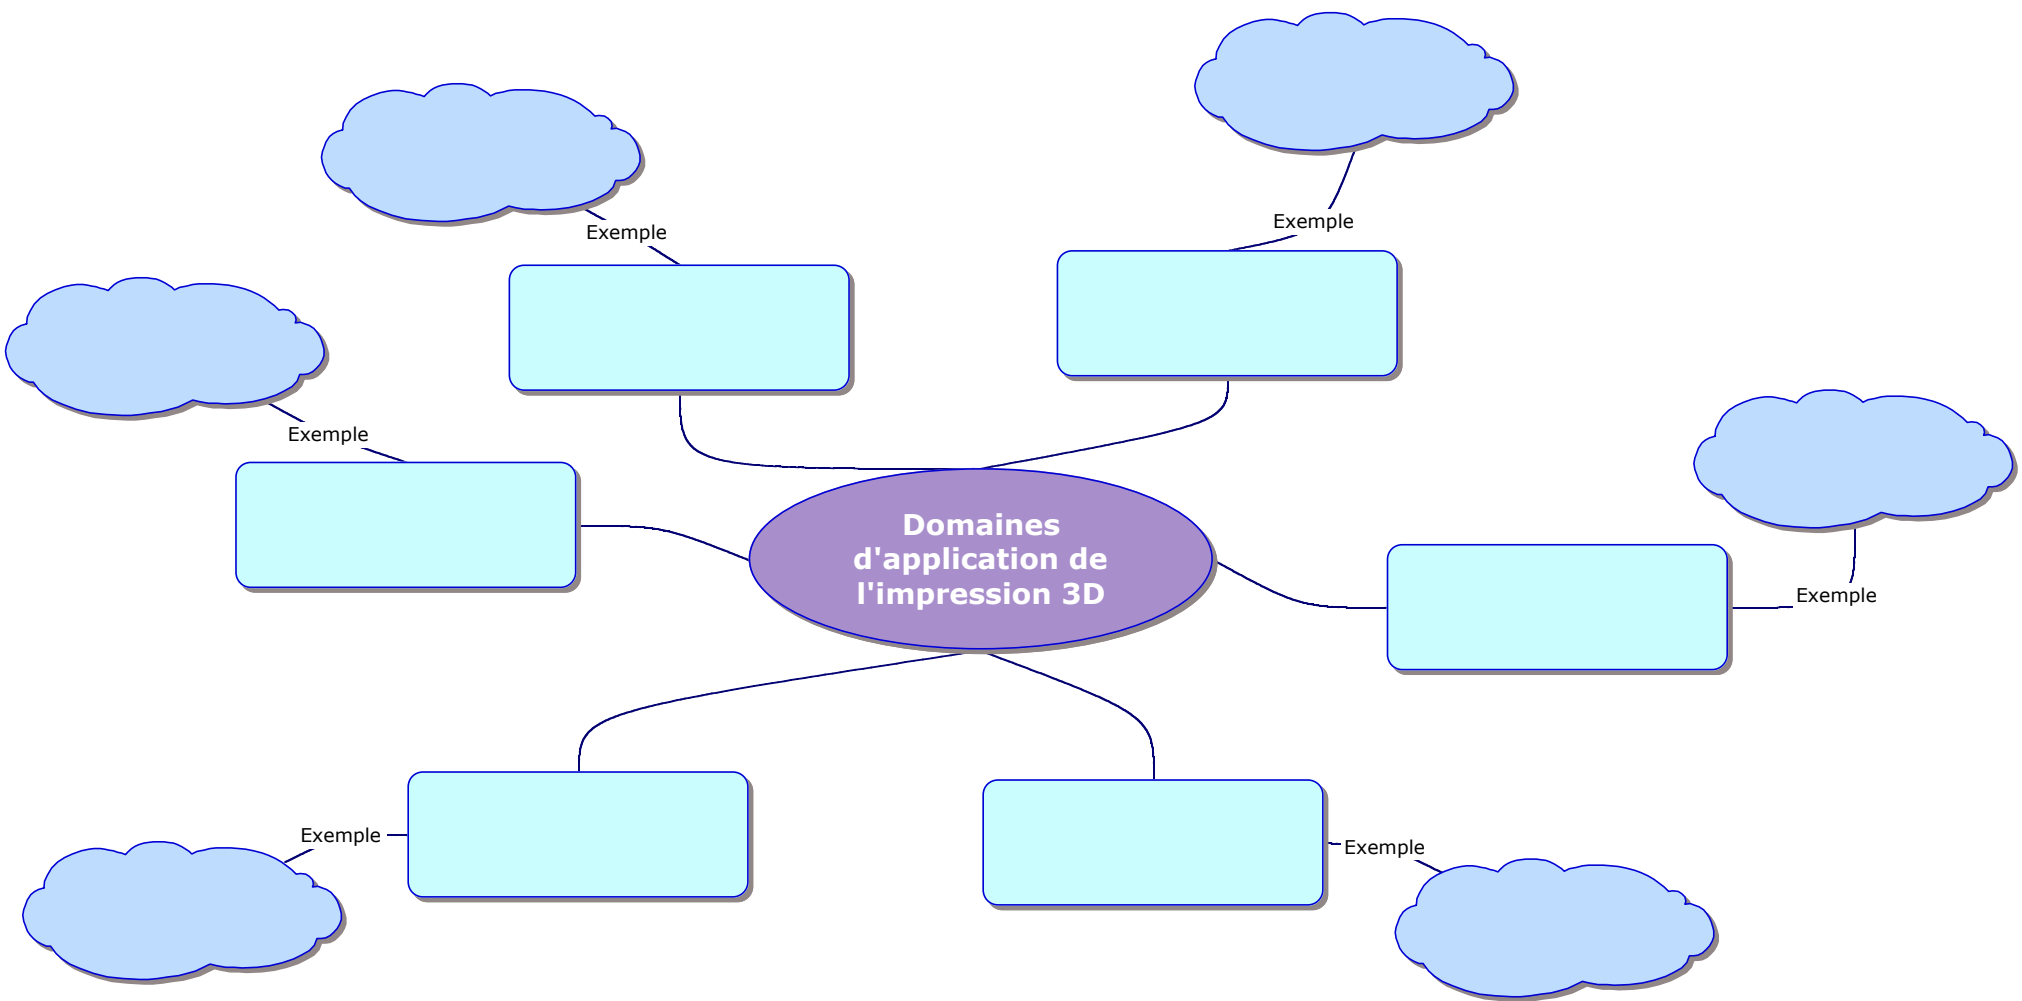 Exemple
Exemple
Exemple
Domaines
d'application de
l'impression 3D
Exemple
Exemple
Exemple